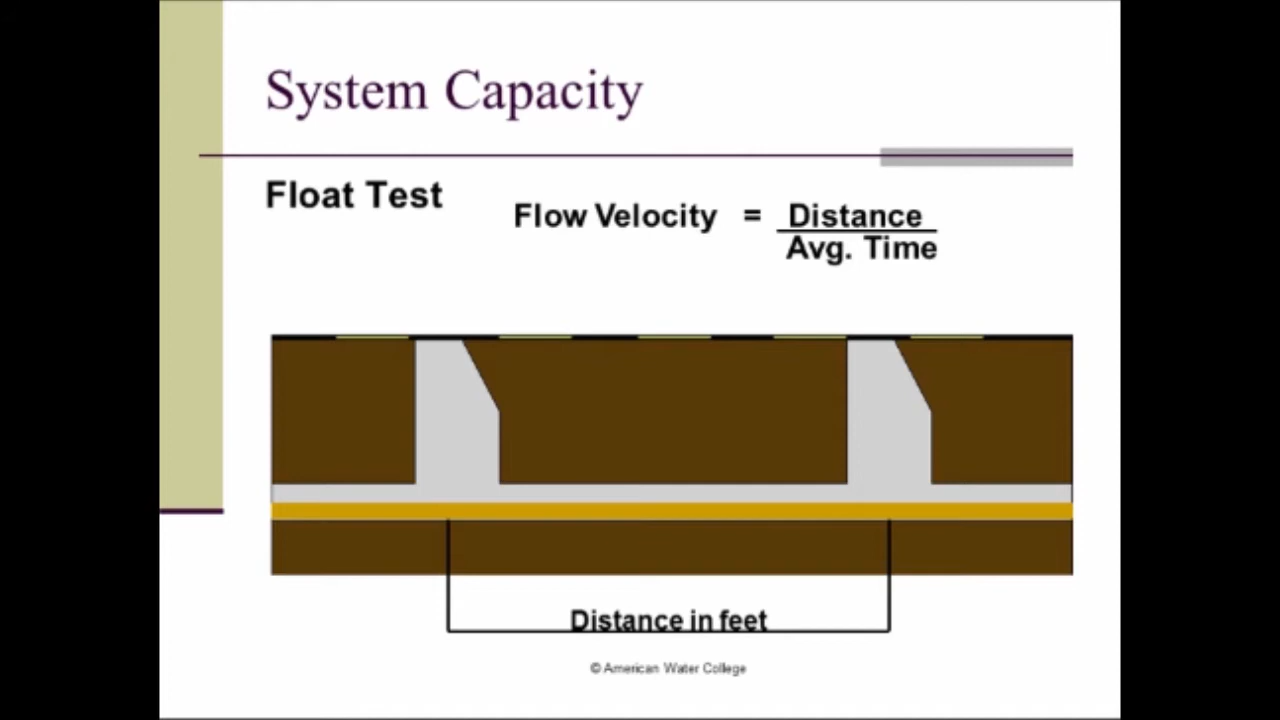 System Capacity
Float Test
Flow Velocity = Distance
Avg. Time
Distance in feet
© American Water College